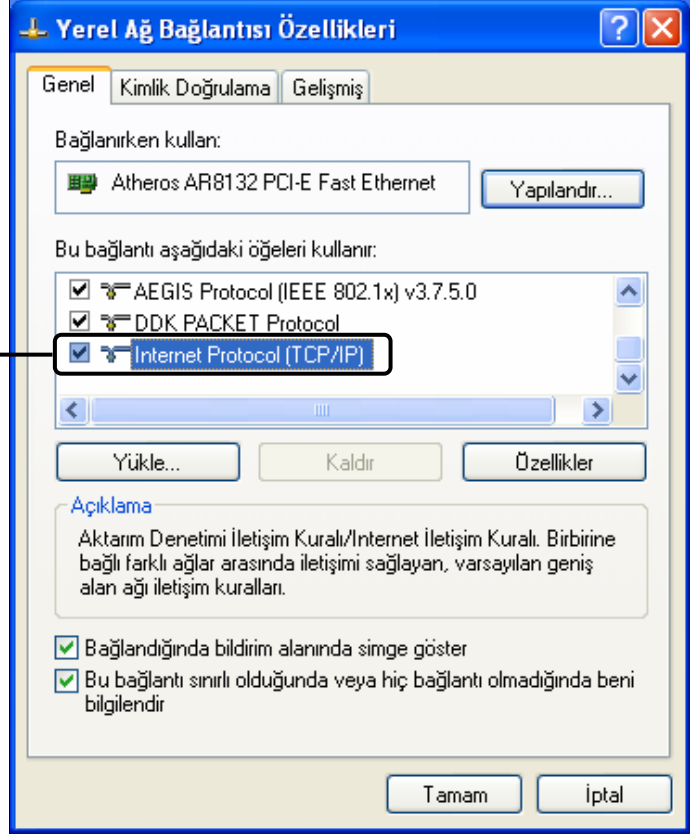 Yerel Ağ Bağlantısı Özellikleri
Genel Kimlik Doğrulama Gelişmiş
Bağlanırken kullan:
Atheros AR8132 PCI-E Fast Ethernet Yapılandır...
Bu bağlantı aşağıdaki öğeleri kullanır:
AEGIS Protocol (IEEE 802.1x) v3.7.5.0
DDK PACKET Protocol
Internet Protocol (TCP/IP)
Yükle... Kaldır Özellikler
Açıklama
Aktarım Denetimi İletişim Kuralı/Internet İletişim Kuralı. Birbirine
bağlı farklı ağlar arasında iletişimi sağlayan, varsayılan geniş
alan ağı iletişim kuralları.
Bağlandığında bildirim alanında simge göster
Bu bağlantı sınırlı olduğunda veya hiç bağlantı olmadığında beni
bilgilendir
Tamam İptal